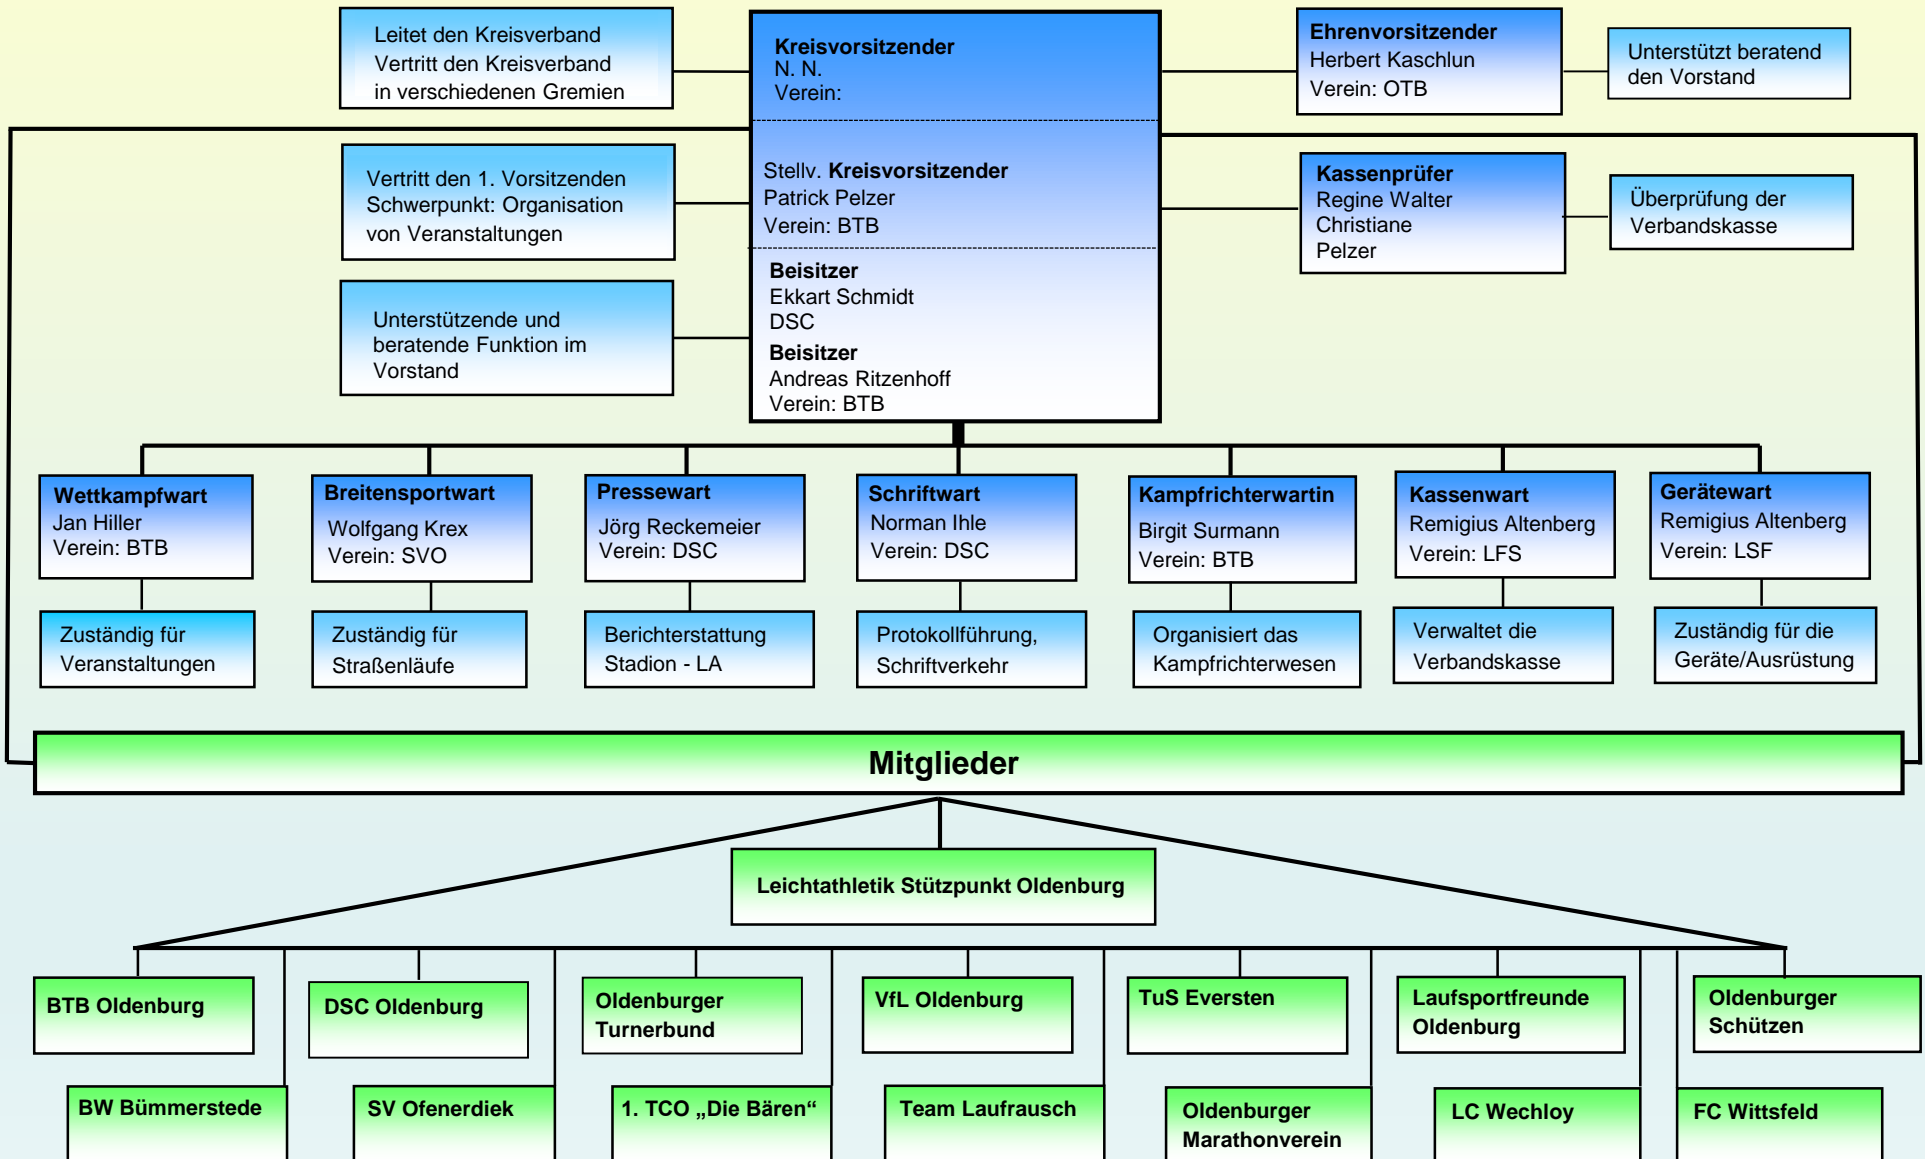 Leitet den Kreisverband
Vertritt den Kreisverband
in verschiedenen Gremien
Kreisvorsitzender
N. N.
Verein:
Ehrenvorsitzender
Herbert Kaschlun
Verein: OTB
Unterstützt beratend
den Vorstand
Vertritt den 1. Vorsitzenden
Schwerpunkt: Organisation
von Veranstaltungen
Stellv. Kreisvorsitzender
Patrick Pelzer
Verein: BTB
Kassenprüfer
Regine Walter
Christiane
Pelzer
Überprüfung der
Verbandskasse
Unterstützende und
beratende Funktion im
Vorstand
Beisitzer
Ekkart Schmidt
DSC
Beisitzer
Andreas Ritzenhoff
Verein: BTB
Wettkampfwart
Jan Hiller
Verein: BTB
Breitensportwart
Wolfgang Krex
Verein: SVO
Pressewart
Jörg Reckemeier
Verein: DSC
Schriftwart
Norman Ihle
Verein: DSC
Kampfrichterwartin
Birgit Surmann
Verein: BTB
Kassenwart
Remigius Altenberg
Verein: LFS
Gerätewart
Remigius Altenberg
Verein: LSF
Zuständig für
Veranstaltungen
Zuständig für
Straßenläufe
Berichterstattung
Stadion - LA
Protokollführung,
Schriftverkehr
Organisiert das
Kampfrichterwesen
Verwaltet die
Verbandskasse
Zuständig für die
Geräte/Ausrüstung
Mitglieder
Leichtathletik Stützpunkt Oldenburg
BTB Oldenburg
DSC Oldenburg
Oldenburger
Turnerbund
VfL Oldenburg
TuS Eversten
Laufsportfreunde
Oldenburg
Oldenburger
Schützen
BW Bümmerstede
SV Ofenerdiek
1. TCO „Die Bären“
Team Laufrausch
Oldenburger
Marathonverein
LC Wechloy
FC Wittsfeld